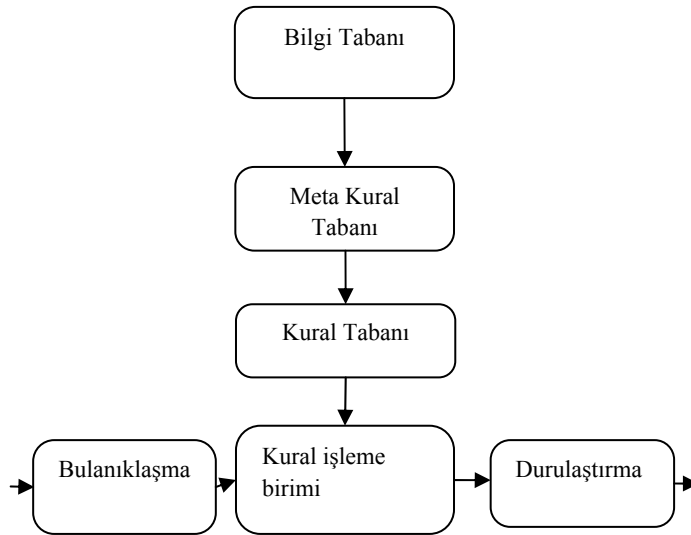 Bilgi Tabanı
Meta Kural
Tabanı
Kural Tabanı
Bulanıklaşma
Kural işleme
birimi
Durulaştırma